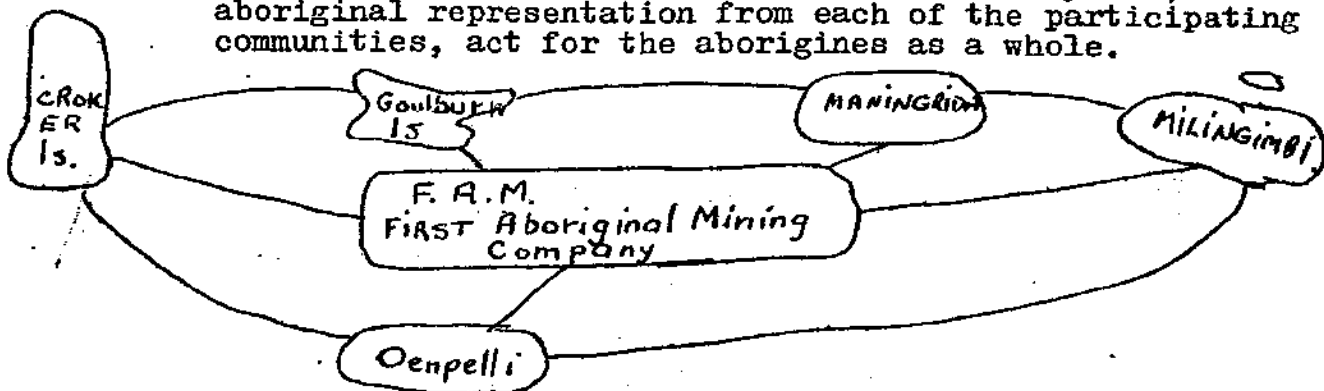 aboriginal representation from each of the participating
communities, act for the aborigines as a whole.
CROK
ER
Is.
Goulburn
Is
MANINGRIDA
MILINGIMBI
F. A. M.
FIRST Aboriginal Mining
Company
Oenpelli